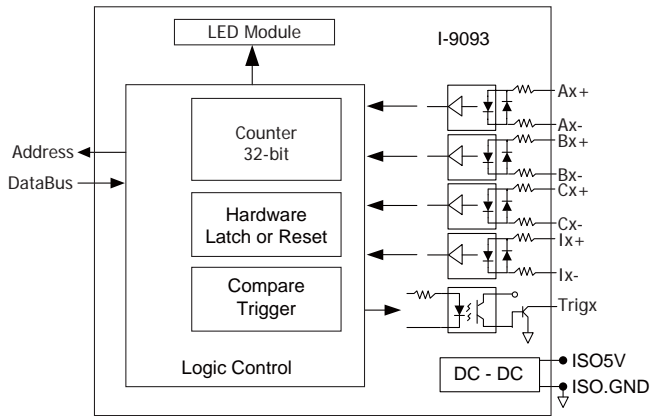 LED Module
I-9093
Counter
32-bit
Hardware
Latch or Reset
Compare
Trigger
Logic Control
Address
DataBus
Ax+
Ax-
Bx+
Bx-
Cx+
Cx-
Ix+
Ix-
Trigx
DC - DC
ISO5V
ISO.GND